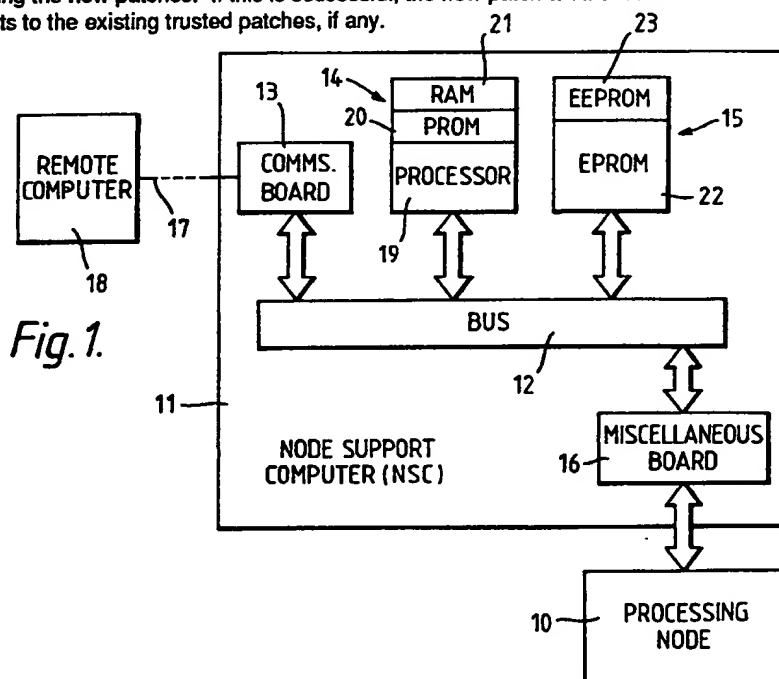 ts to the existing trusted patches, if any.
21
23
14
13
RAM
EEPROM
20
PROM
15
REMOTE
COMPUTER
COMMS.
BOARD
PROCESSOR
EPROM
17
19
22
18
BUS
Fig.1.
12
11
NODE SUPPORT
COMPUTER (NSC)
MISCELLANEOUS
BOARD
16
10
PROCESSING
NODE